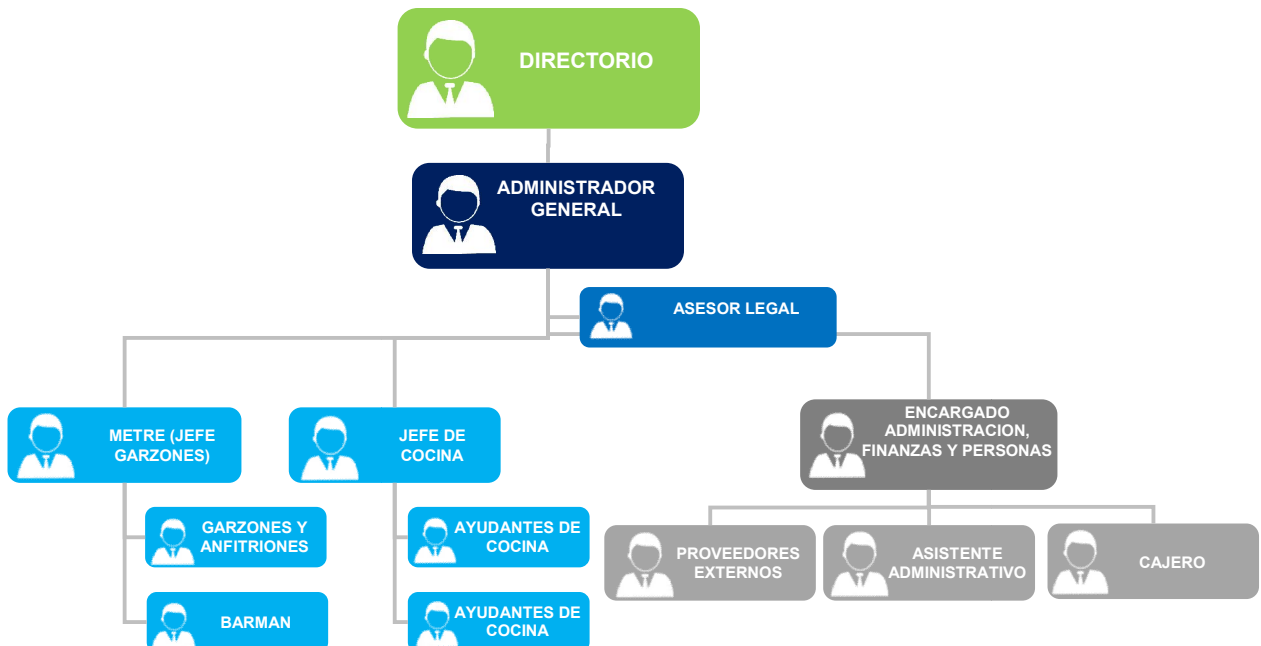 DIRECTORIO
ADMINISTRADOR
GENERAL
ASESOR LEGAL
METRE (JEFE
GARZONES)
JEFE DE
COCINA
ENCARGADO
ADMINISTRACION,
FINANZAS Y PERSONAS
GARZONES Y
ANFITRIONES
AYUDANTES DE
COCINA
PROVEEDORES
EXTERNOS
ASISTENTE
ADMINISTRATIVO
CAJERO
BARMAN
AYUDANTES DE
COCINA